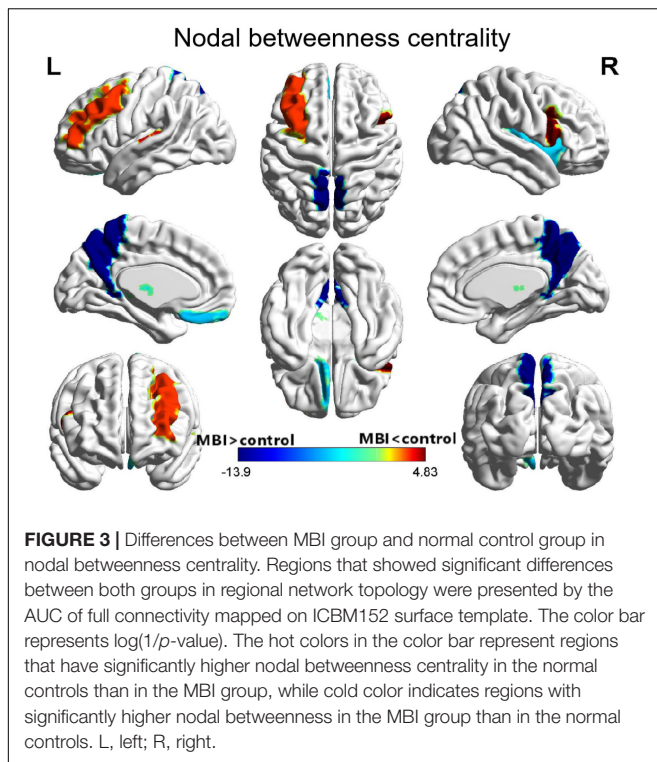 Nodal betweenness centrality
L
R
MBI>control
MBI<control
-13.9
4.83
FIGURE 3 | Differences between MBI group and normal control group in
nodal betweenness centrality. Regions that showed significant differences
between both groups in regional network topology were presented by the
AUC of full connectivity mapped on ICBM152 surface template. The color bar
represents log(1/p-value). The hot colors in the color bar represent regions
that have significantly higher nodal betweenness centrality in the normal
controls than in the MBI group, while cold color indicates regions with
significantly higher nodal betweenness in the MBI group than in the normal
controls. L, left; R, right.